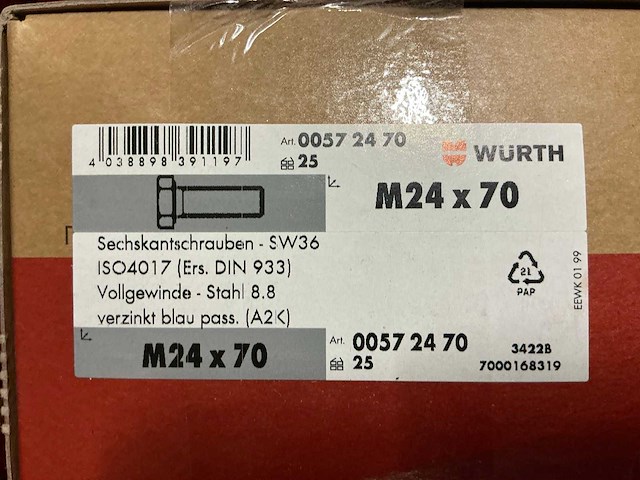 4 038898 391197
Art. 0057 24 70
25
WÜRTH
M24 x 70
Sechskantschrauben - SW36
ISO4017 (Ers. DIN 933)
Vollgewinde - Stahl 8.8
verzinkt blau pass. (A2K)
21
PAP
EEWK 01 99
M24 x 70
Art. 0057 24 70
25
3422B
7000168319